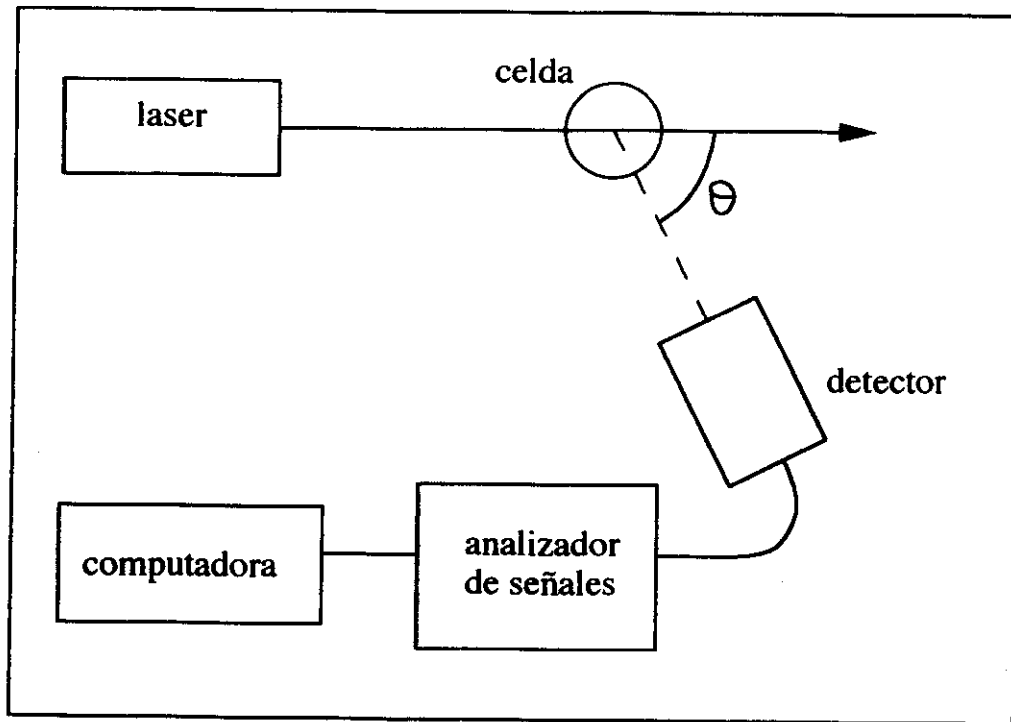 celda
laser
θ
detector
computadora
analizador
de señales